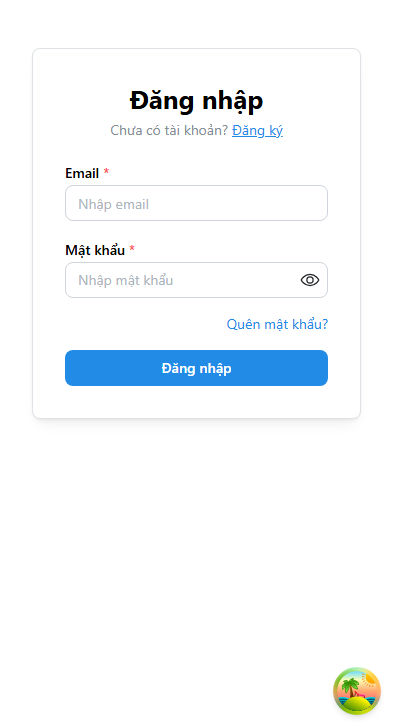 Đăng nhập
Chưa có tài khoản? Đăng ký
Email *
Nhập email
Mật khẩu *
Nhập mật khẩu
Quên mật khẩu?
Đăng nhập